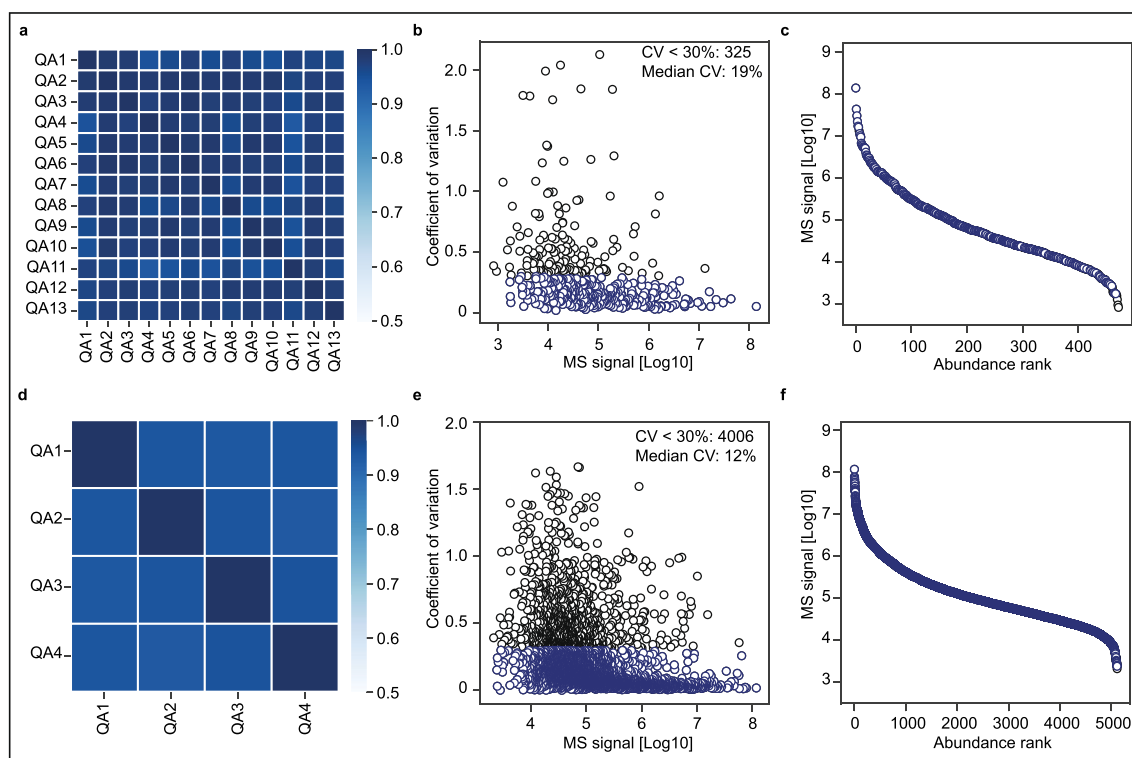 a
QA1
QA2
QA3
QA4
QA5
QA6
QA7
QA8
QA9
QA10
QA11
QA12
QA13
QA1
QA2
QA3
QA4
QA5
QA6
QA7
QA8
QA9
QA10
QA11
QA12
QA13
1.0
0.9
0.8
0.7
0.6
0.5
b
CV < 30%: 325
Median CV: 19%
Coefficient of variation
2.0
1.5
1.0
0.5
0
3 4 5 6 7 8
MS signal [Log10]
c
MS signal [Log10]
9
8
7
6
5
4
3
0 100 200 300 400
Abundance rank
d
QA1
QA2
QA3
QA4
QA1
QA2
QA3
QA4
1.0
0.9
0.8
0.7
0.6
0.5
e
CV < 30%: 4006
Median CV: 12%
Coefficient of variation
2.0
1.5
1.0
0.5
0
4 5 6 7 8
MS signal [Log10]
f
MS signal [Log10]
9
8
7
6
5
4
3
0 1000 2000 3000 4000 5000
Abundance rank